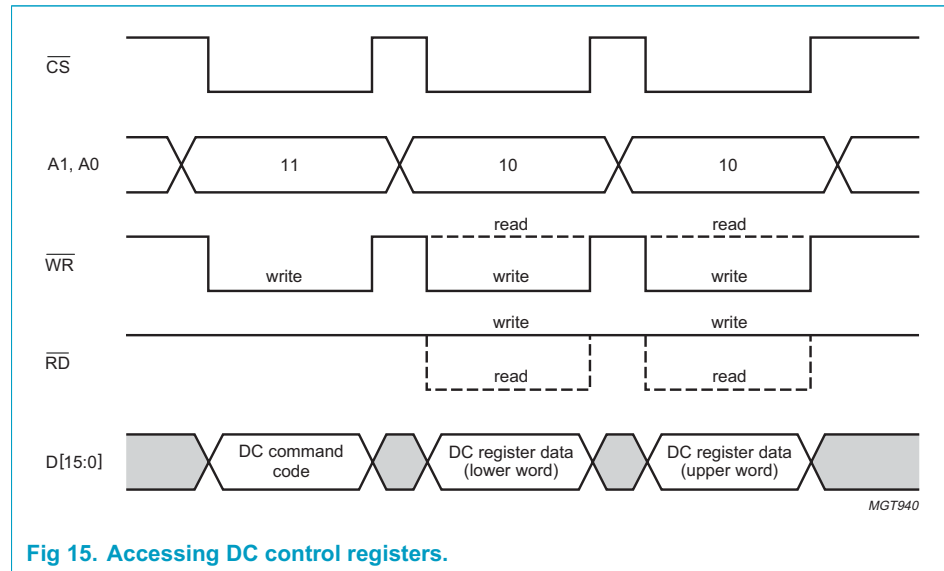 CS
A1, A0 11 10 10
read read
WR write write write
write write
RD
read read
D[15:0] DC command code DC register data (lower word) DC register data (upper word)
MGT940
Fig 15. Accessing DC control registers.